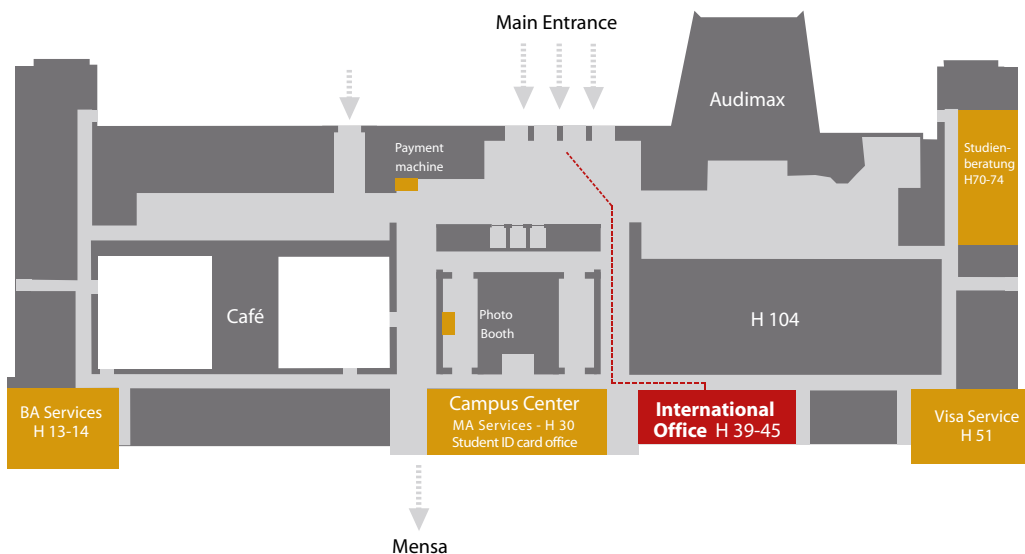 Main Entrance
Audimax
Payment
machine
Studien-
beratung
H70-74
Café
Photo
Booth
H 104
BA Services
H 13-14
Campus Center
MA Services - H 30
Student ID card office
International
Office H 39-45
Visa Service
H 51
Mensa